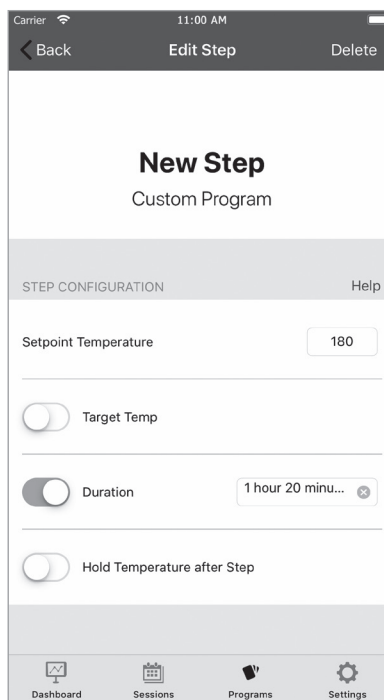 Carrier 11:00 AM
Back Edit Step Delete
New Step
Custom Program
STEP CONFIGURATION Help
Setpoint Temperature 180
Target Temp
Duration 1 hour 20 minu...
Hold Temperature after Step
Dashboard Sessions Programs Settings